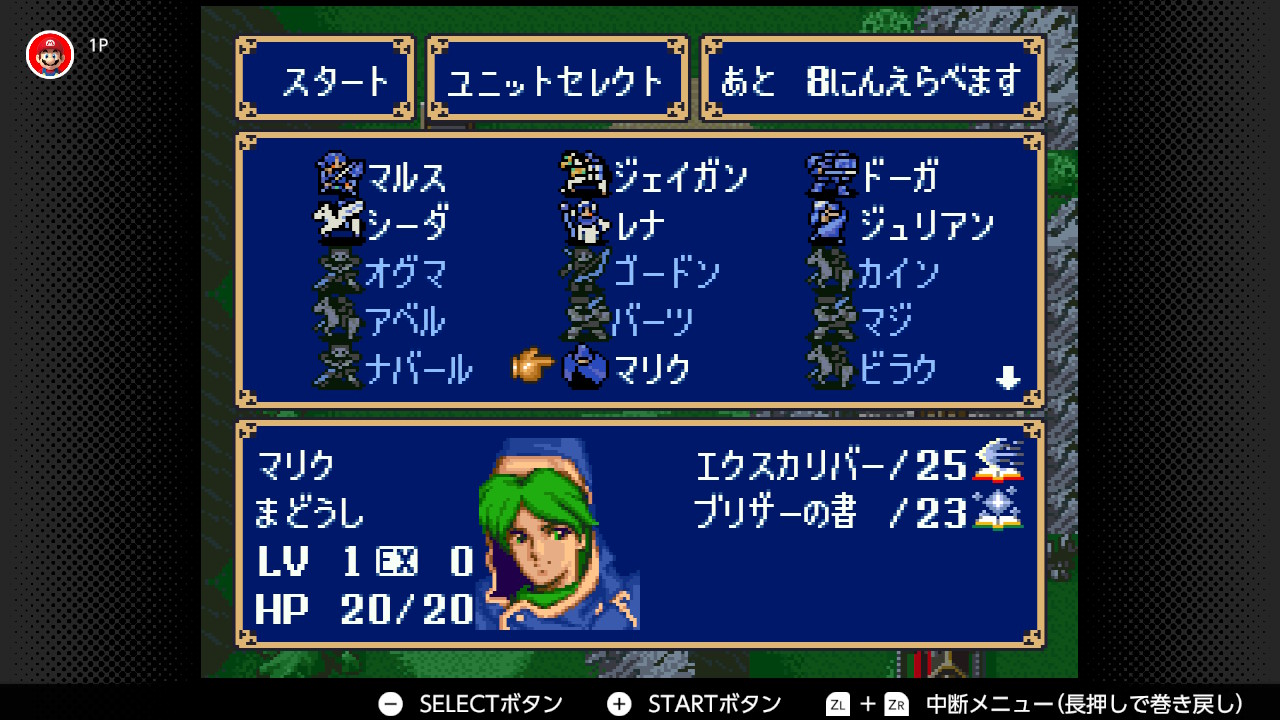 1P
スタート ユニットセレクト あと 8にんえらべます
マルス ジェイガン ドーガ
シーダ レナ ジュリアン
オグマ ゴードン カイン
アベル バーツ マジ
ナバール マリク ビラク
マリク エクスカリバー/25
まどうし ブリザーの書 /23
LV 1 EX 0
HP 20/20
SELECTボタン STARTボタン ZL + ZR 中断メニュー(長押しで巻き戻し)